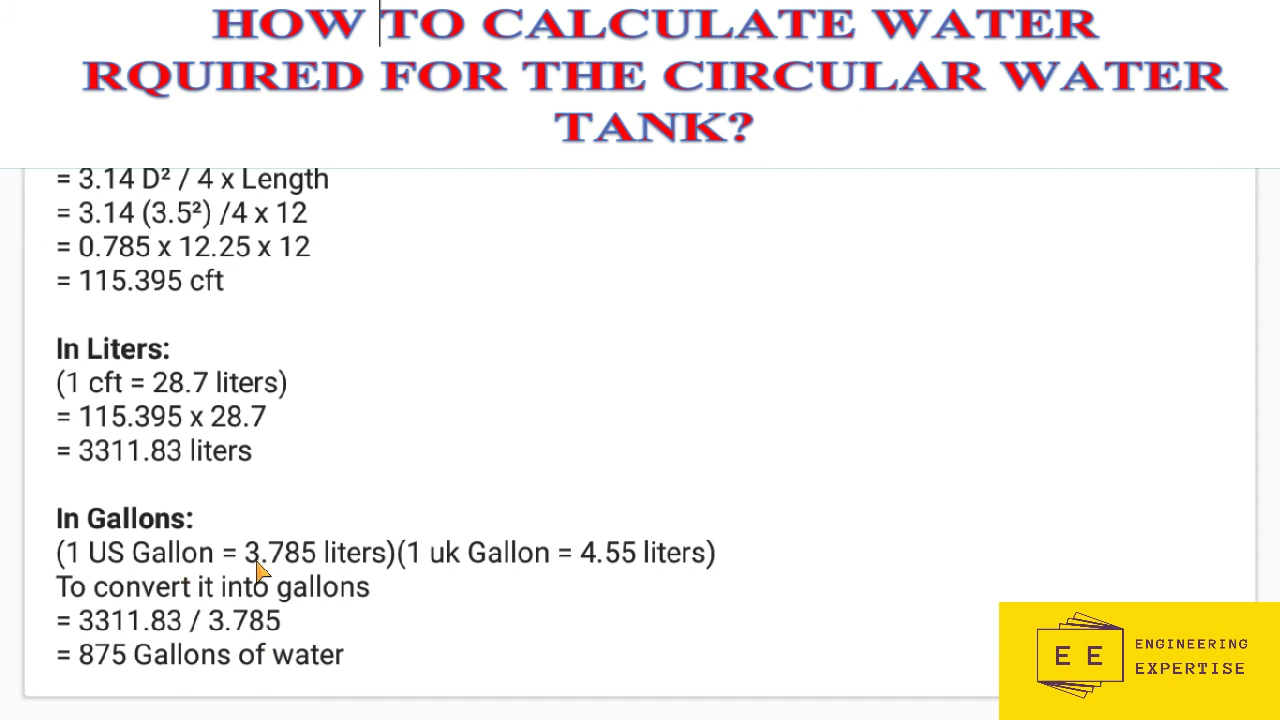 HOW TO CALCULATE WATER
RQUIRED FOR THE CIRCULAR WATER
TANK?
= 3.14 D² / 4 x Length
= 3.14 (3.5²) /4 x 12
= 0.785 x 12.25 x 12
= 115.395 cft
In Liters:
(1 cft = 28.7 liters)
= 115.395 x 28.7
= 3311.83 liters
In Gallons:
(1 US Gallon = 3.785 liters)(1 uk Gallon = 4.55 liters)
To convert it into gallons
= 3311.83 / 3.785
= 875 Gallons of water
E E
ENGINEERING
EXPERTISE